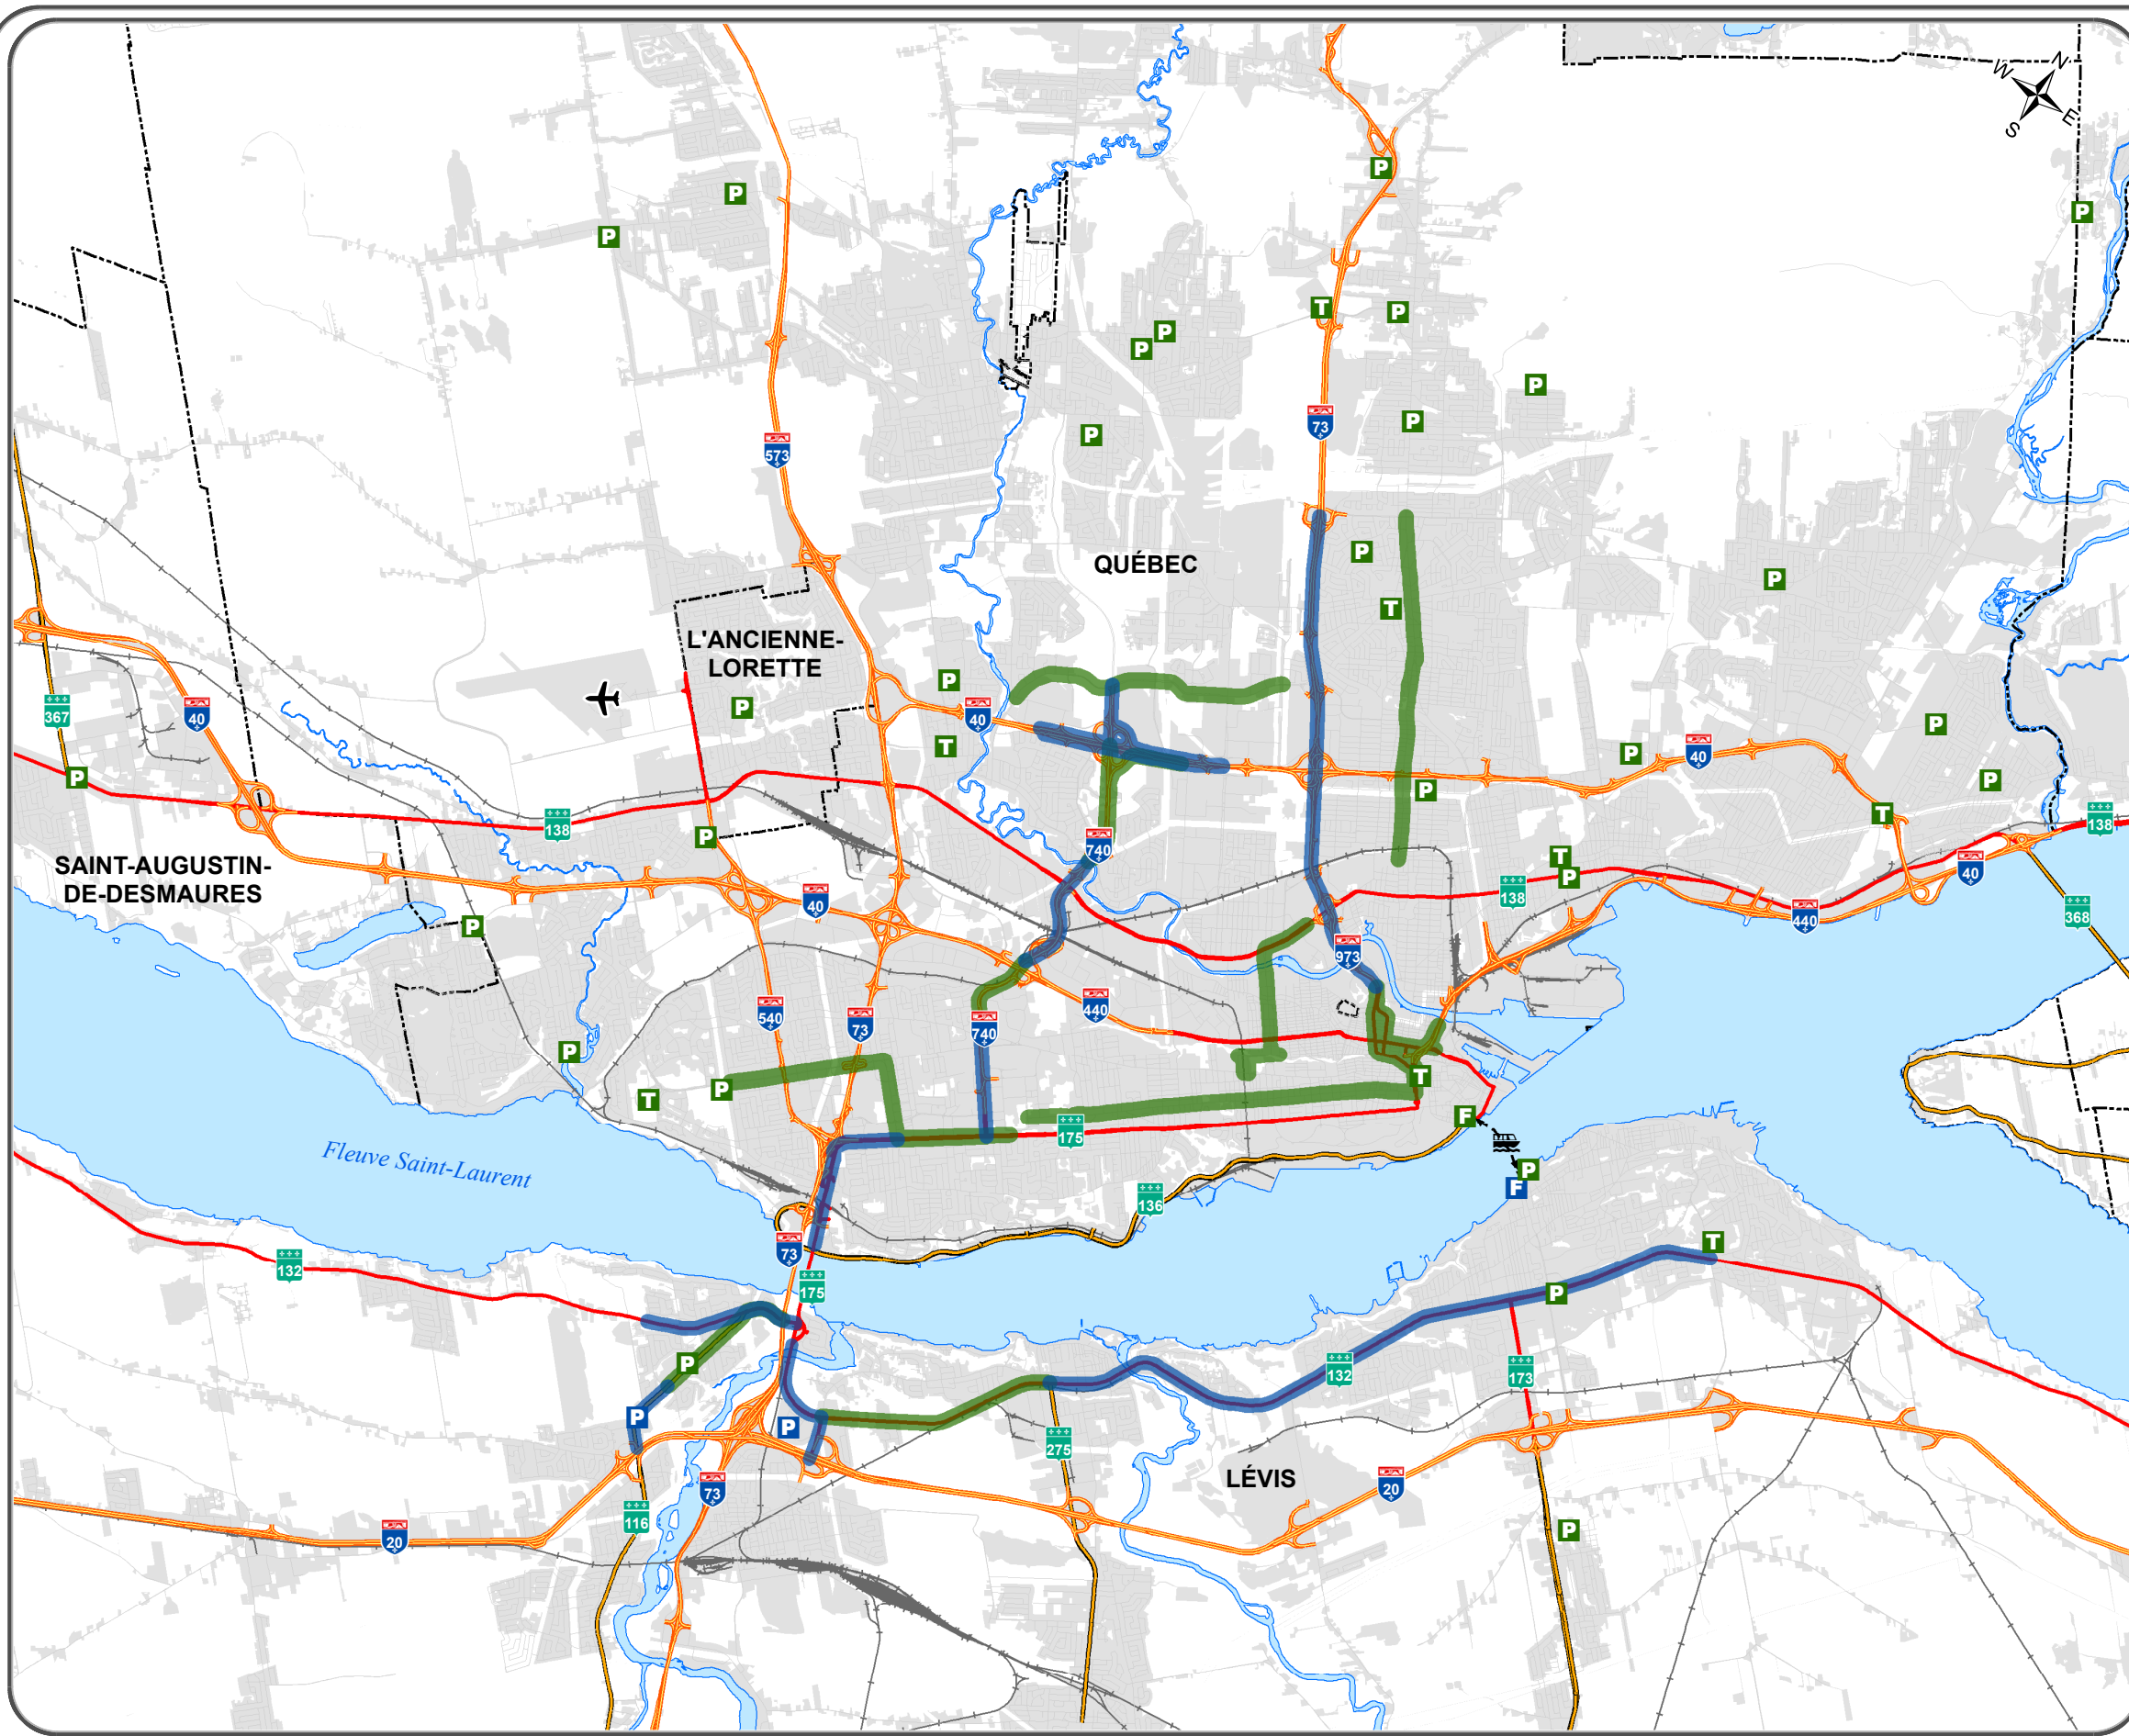 N
W
E
S
P
P
P
P
T
P
P
P
P
P
P
73
573
QUÉBEC
P
P
T
L'ANCIENNE-
LORETTE
P
P
367
40
40
T
P
P
40
P
P
P
T
138
138
P
740
T
P
SAINT-AUGUSTIN-
DE-DESMAURES
40
138
40
440
368
P
973
540
73
740
440
P
T
P
T
F
175
Fleuve Saint-Laurent
P
F
136
73
132
175
T
P
P
132
173
P
P
275
LÉVIS
20
73
116
20
P